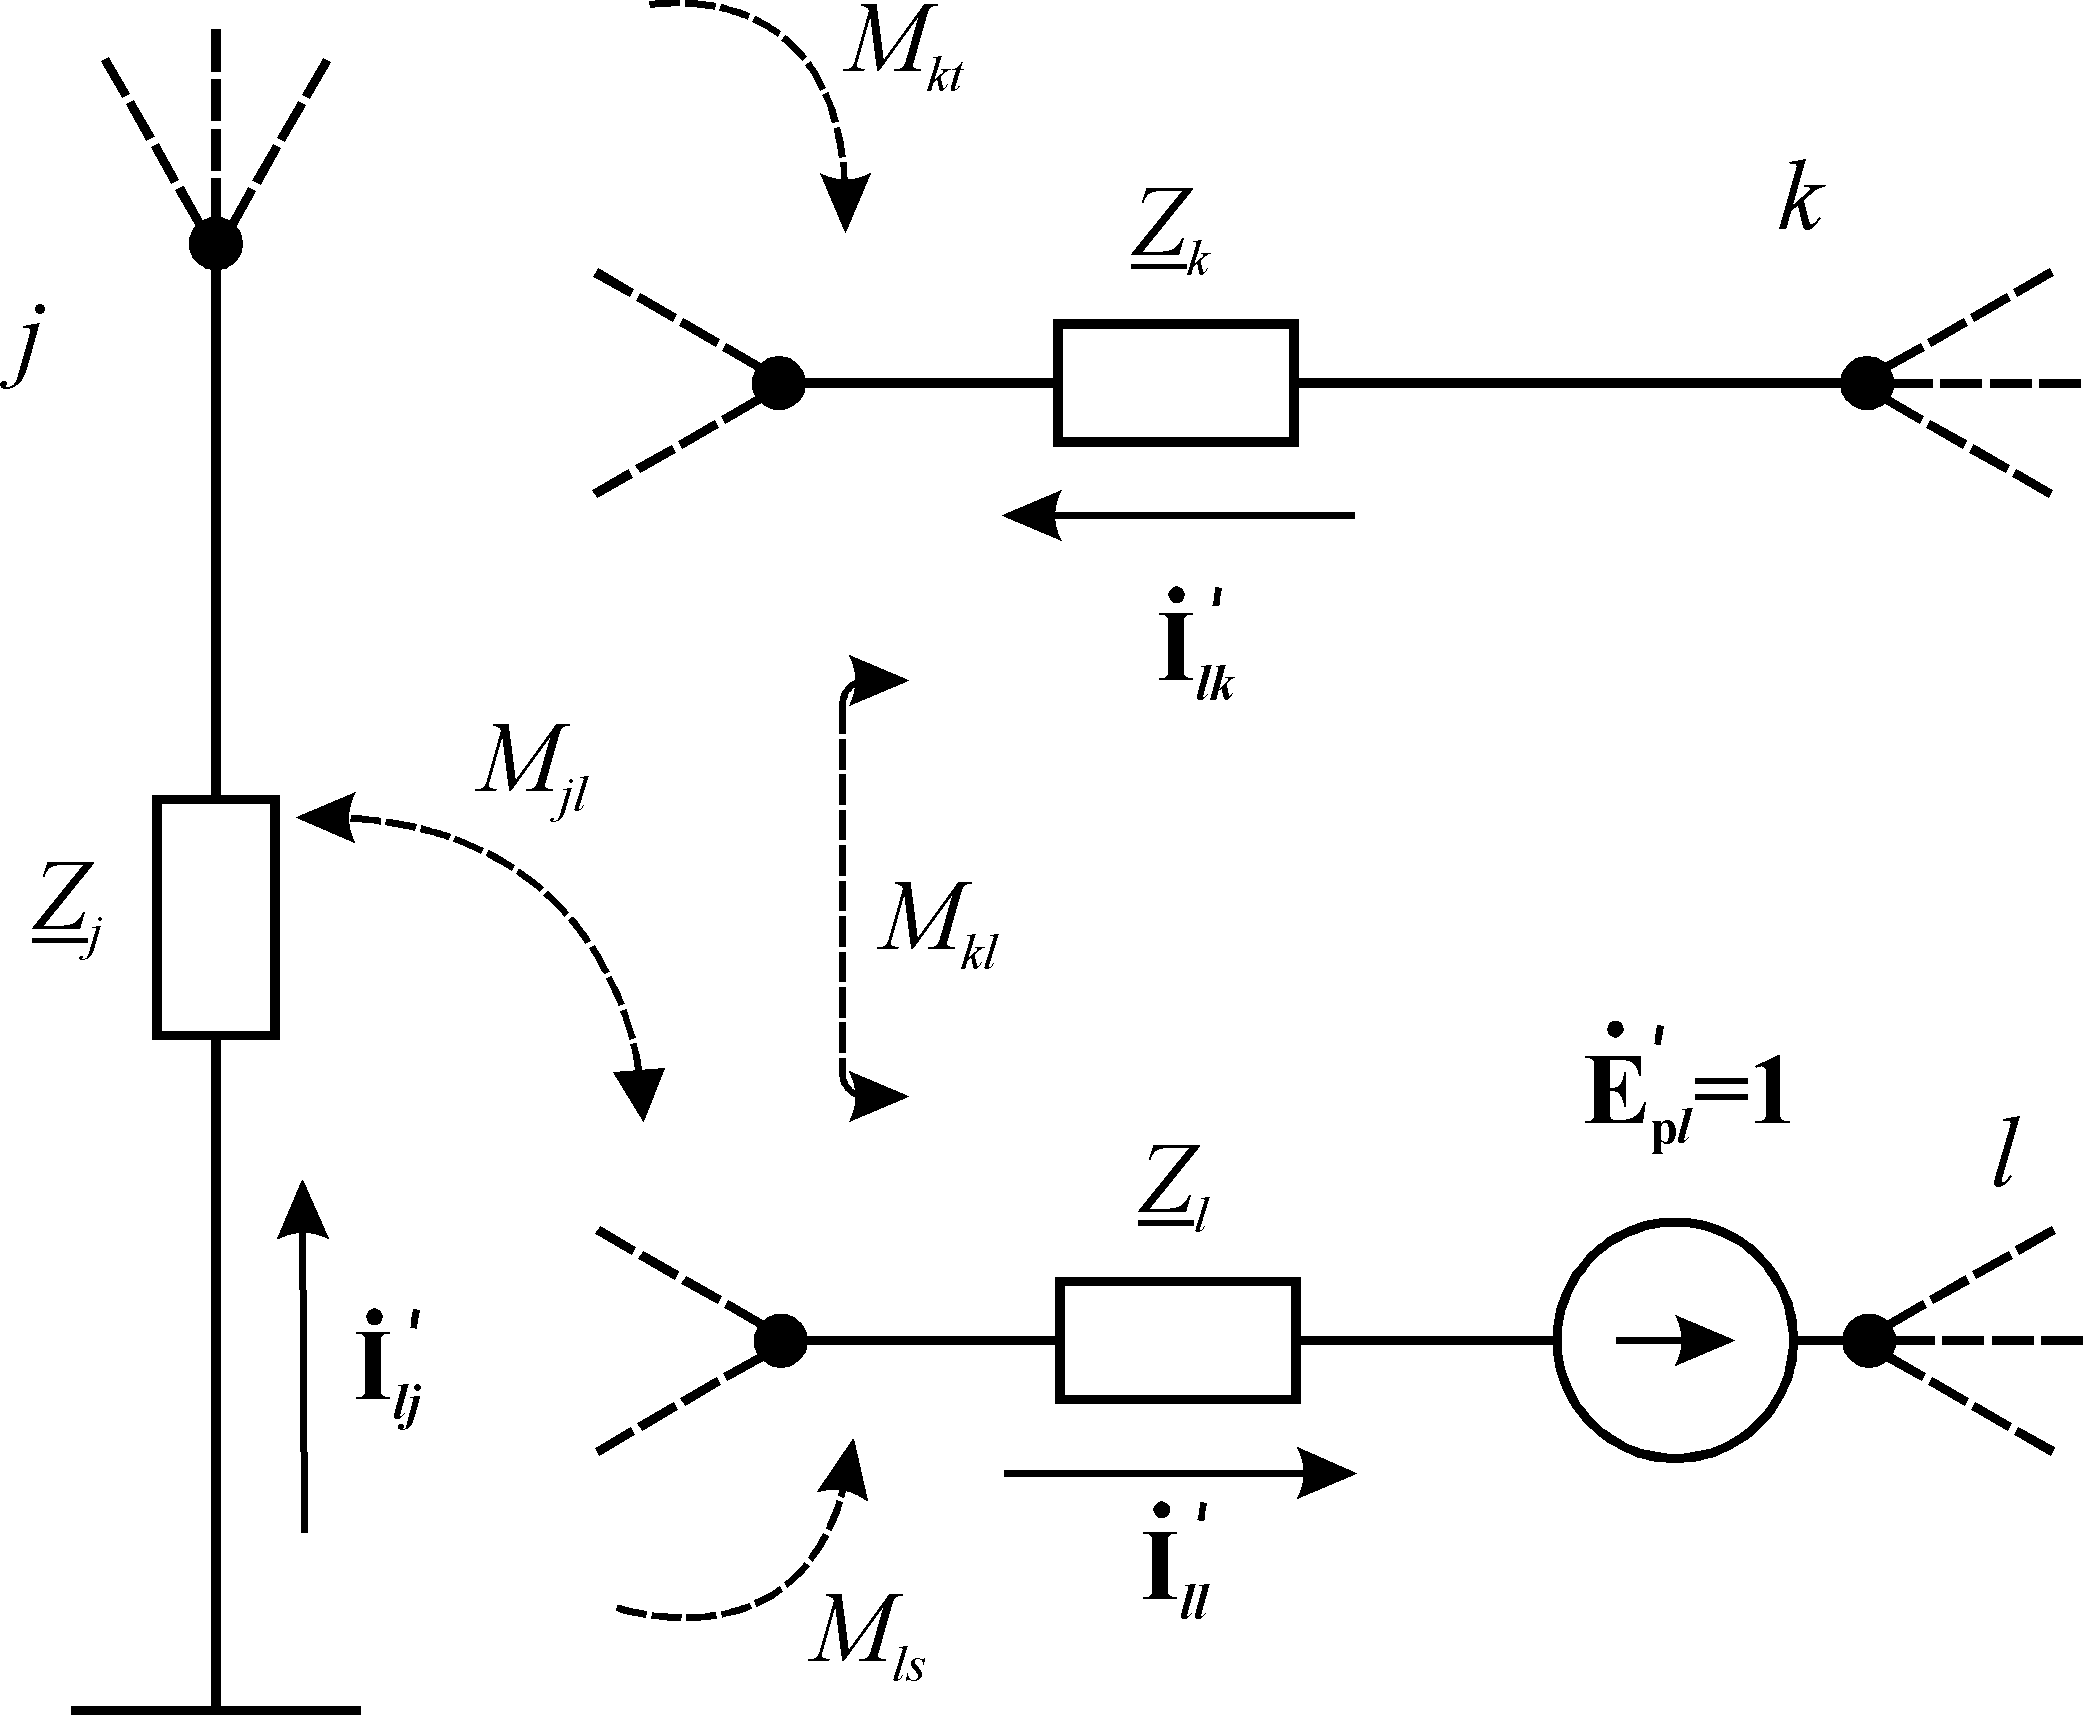 M_kt
Z_k
k
j
İ'_lk
M_jl
Z_j
M_kl
Ė'_pl=1
Z_l
l
İ'_lj
İ'_ll
M_ls